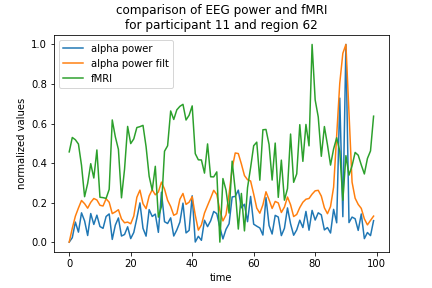 comparison of EEG power and fMRI
for participant 11 and region 62
alpha power
alpha power filt
fMRI
normalized values
1.0
0.8
0.6
0.4
0.2
0.0
0
20
40
60
80
100
time